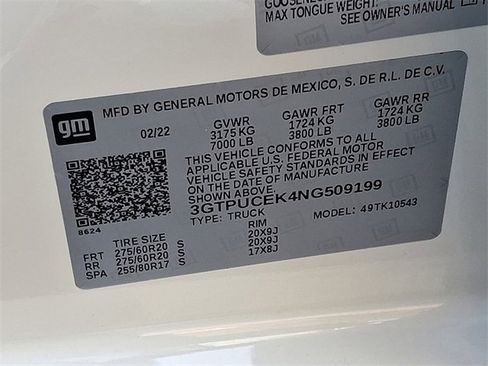 GOOSENECK
MAX TONGUE WEIGHT:
SEE OWNER'S MANUAL
gm
MFD BY GENERAL MOTORS DE MEXICO, S. DE R.L. DE C.V.
02/22 GVWR GAWR FRT GAWR RR
3175 KG 1724 KG 1724 KG
7000 LB 3800 LB 3800 LB
THIS VEHICLE CONFORMS TO ALL
APPLICABLE U.S. FEDERAL MOTOR
VEHICLE SAFETY STANDARDS IN EFFECT
ON THE DATE OF MANUFACTURE
SHOWN ABOVE.
3GTPUCEK4NG509199
TYPE: TRUCK MODEL: 49TK10543
8624
TIRE SIZE RIM
FRT 275/60R20 S 20X9J
RR 275/60R20 S 20X9J
SPA 255/80R17 S 17X8J